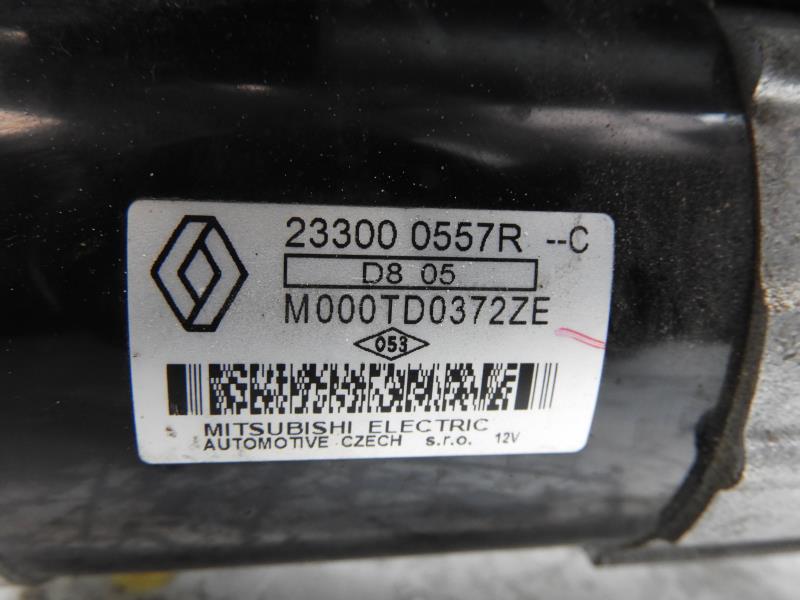 23300 0557R --C
D8 05
M000TD0372ZE
053
MITSUBISHI ELECTRIC
AUTOMOTIVE CZECH s.r.o. 12V